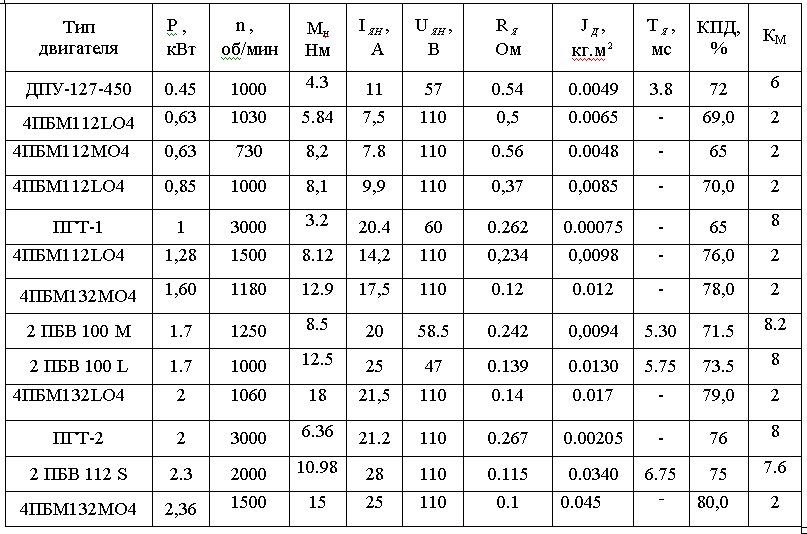 Тип двигателя P, кВт n, об/мин Mн Нм I ЯН, А U ЯН, В R Я Ом J Д, кг.м² T Я, мс КПД, % КМ
ДПУ-127-450 0.45 1000 4.3 11 57 0.54 0.0049 3.8 72 6
4ПБМ112LO4 0,63 1030 5.84 7,5 110 0,5 0.0065 - 69,0 2
4ПБМ112МО4 0,63 730 8,2 7.8 110 0.56 0.0048 - 65 2
4ПБМ112LO4 0,85 1000 8,1 9,9 110 0,37 0,0085 - 70,0 2
ПГТ-1 1 3000 3.2 20.4 60 0.262 0.00075 - 65 8
4ПБМ112LO4 1,28 1500 8.12 14,2 110 0,234 0,0098 - 76,0 2
4ПБМ132МО4 1,60 1180 12.9 17,5 110 0.12 0.012 - 78,0 2
2 ПБВ 100 М 1.7 1250 8.5 20 58.5 0.242 0,0094 5.30 71.5 8.2
2 ПБВ 100 L 1.7 1000 12.5 25 47 0.139 0.0130 5.75 73.5 8
4ПБМ132LO4 2 1060 18 21,5 110 0.14 0.017 - 79,0 2
ПГТ-2 2 3000 6.36 21.2 110 0.267 0.00205 - 76 8
2 ПБВ 112 S 2.3 2000 10.98 28 110 0.115 0.0340 6.75 75 7.6
4ПБМ132МО4 2,36 1500 15 25 110 0.1 0.045 - 80,0 2